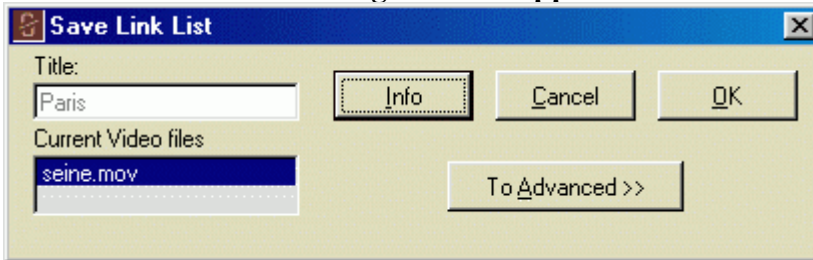 Save Link List
Title:
Paris
Info
Cancel
OK
Current Video files
seine.mov
To Advanced >>